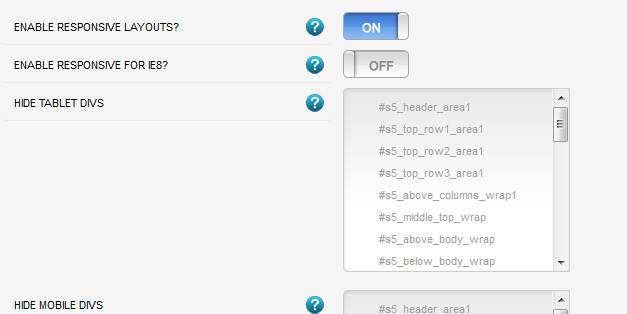 ENABLE RESPONSIVE LAYOUTS? ? ON
ENABLE RESPONSIVE FOR IE8? ? OFF
HIDE TABLET DIVS ?
#s5_header_area1
#s5_top_row1_area1
#s5_top_row2_area1
#s5_top_row3_area1
#s5_above_columns_wrap1
#s5_middle_top_wrap
#s5_above_body_wrap
#s5_below_body_wrap
HIDE MOBILE DIVS ?
#s5_header_area1